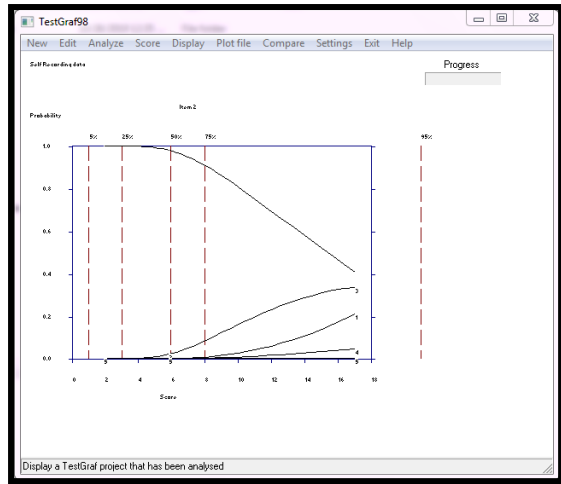 TestGraf98
New Edit Analyze Score Display Plot file Compare Settings Exit Help
Self Recording data
Progress
Item 2
Probability
5% 25% 50% 75% 95%
1.0
0.8
0.6
0.4
3
0.2
1
4
0.0
5
0 2 4 6 8 10 12 14 16 18
Score
Display a TestGraf project that has been analysed